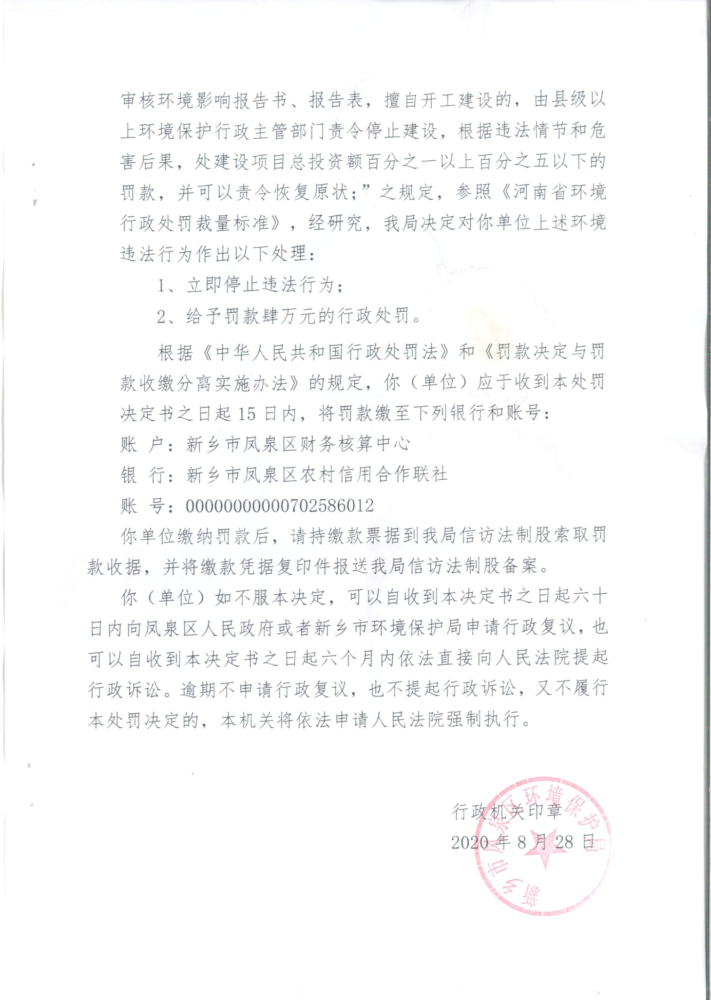 审核环境影响报告书、报告表，擅自开工建设的，由县级以
上环境保护行政主管部门责令停止建设，根据违法情节和危
害后果，处建设项目总投资额百分之一以上百分之五以下的
罚款，并可以责令恢复原状；”之规定，参照《河南省环境
行政处罚裁量标准》，经研究，我局决定对你单位上述环境
违法行为作出以下处理：
1、立即停止违法行为；
2、给予罚款肆万元的行政处罚。
根据《中华人民共和国行政处罚法》和《罚款决定与罚
款收缴分离实施办法》的规定，你（单位）应于收到本处罚
决定书之日起 15 日内，将罚款缴至下列银行和账号：
账 户：新乡市凤泉区财务核算中心
银 行：新乡市凤泉区农村信用合作联社
账 号：00000000000702586012
你单位缴纳罚款后，请持缴款票据到我局信访法制股索取罚
款收据，并将缴款凭据复印件报送我局信访法制股备案。
你（单位）如不服本决定，可以自收到本决定书之日起六十
日内向凤泉区人民政府或者新乡市环境保护局申请行政复议，也
可以自收到本决定书之日起六个月内依法直接向人民法院提起
行政诉讼。逾期不申请行政复议，也不提起行政诉讼，又不履行
本处罚决定的，本机关将依法申请人民法院强制执行。
行政机关印章
2020 年 8 月 28 日
新乡市凤泉区环境保护局